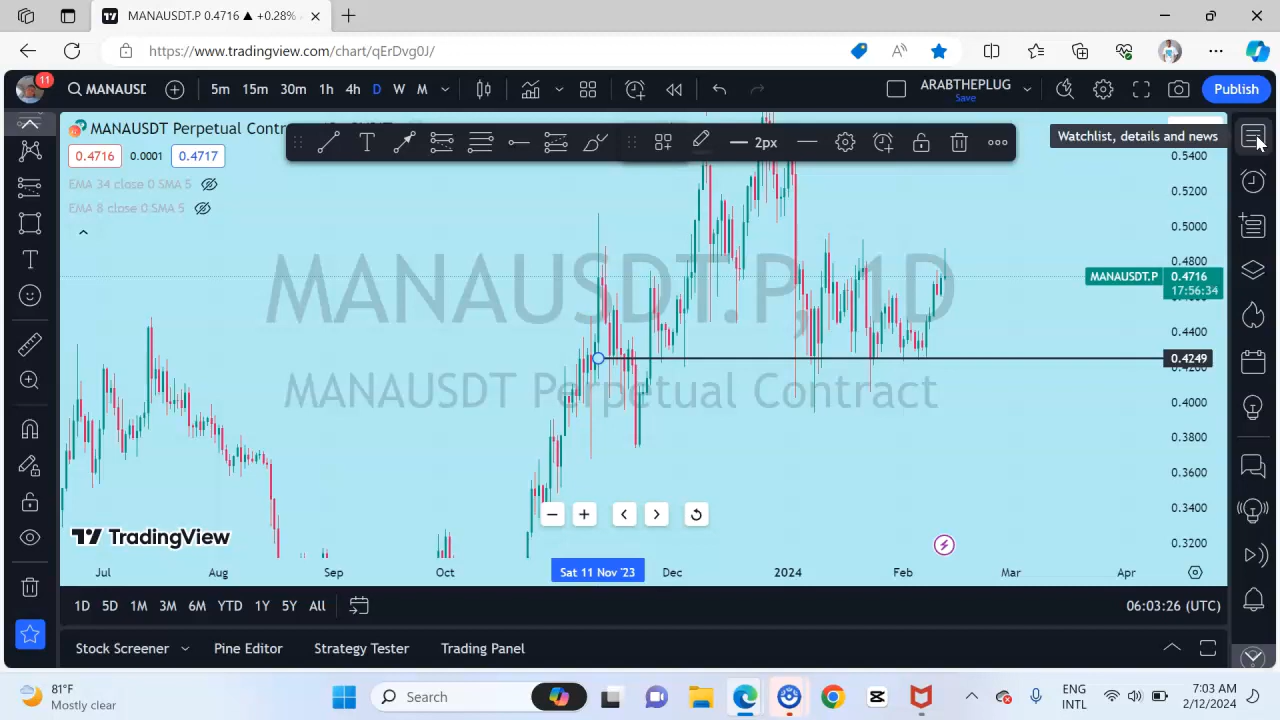 MANAUSDT.P 0.4716 ▲ +0.28%
https://www.tradingview.com/chart/qErDvg0J/
11
MANAUSD
5m 15m 30m 1h 4h D W M
ARABTHEPLUG
Save
Publish
MANAUSDT Perpetual Contr
2px
Watchlist, details and news
0.4716 0.0001 0.4717
EMA 34 close 0 SMA 5
EMA 8 close 0 SMA 5
MANAUSDT.P, 1D
MANAUSDT Perpetual Contract
0.5400
0.5200
0.5000
0.4800
MANAUSDT.P 0.4716
17:56:34
0.4400
0.4249
0.4000
0.3800
0.3600
0.3400
0.3200
TradingView
Jul Aug Sep Oct Sat 11 Nov '23 Dec 2024 Feb Mar Apr
1D 5D 1M 3M 6M YTD 1Y 5Y All
06:03:26 (UTC)
Stock Screener Pine Editor Strategy Tester Trading Panel
81°F
Mostly clear
Search
ENG
INTL
7:03 AM
2/12/2024